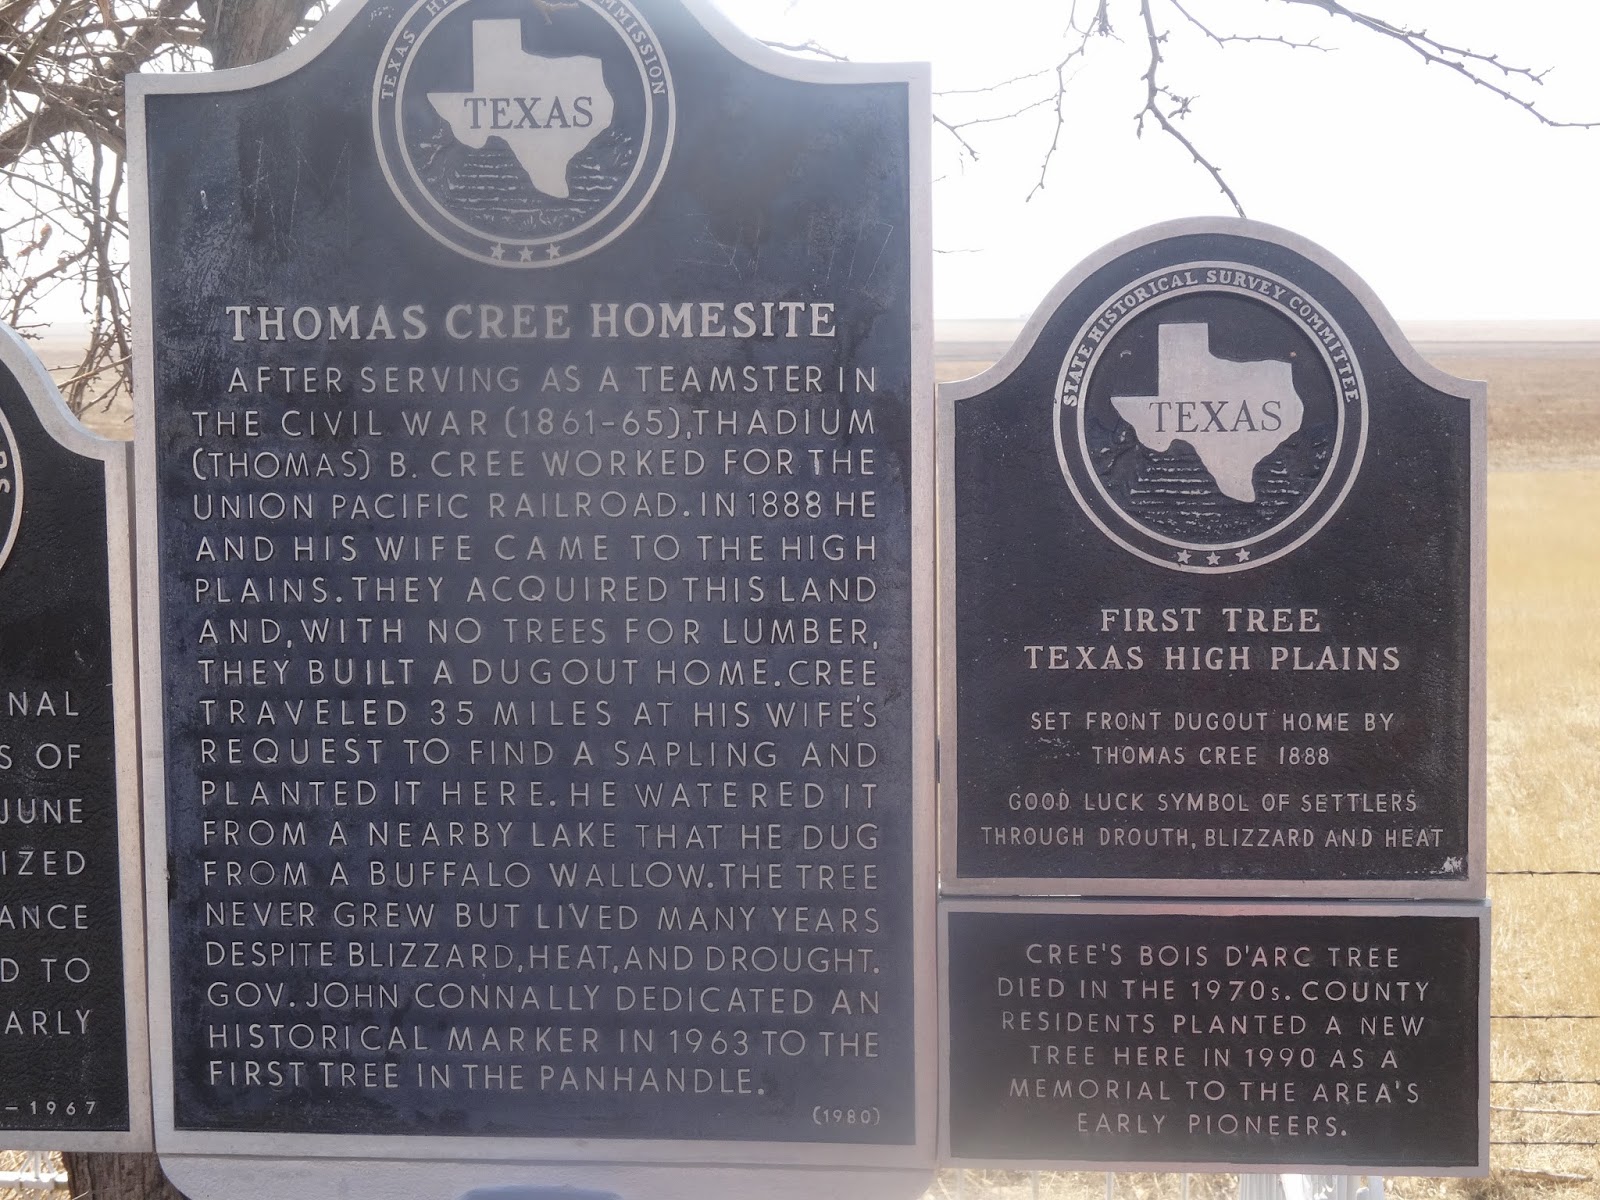 RS
NAL
S OF
JUNE
IZED
ANCE
D TO
ARLY
- 1967
TEXAS HISTORICAL COMMISSION
TEXAS
THOMAS CREE HOMESITE
AFTER SERVING AS A TEAMSTER IN
THE CIVIL WAR (1861-65), THADIUM
(THOMAS) B. CREE WORKED FOR THE
UNION PACIFIC RAILROAD. IN 1888 HE
AND HIS WIFE CAME TO THE HIGH
PLAINS. THEY ACQUIRED THIS LAND
AND, WITH NO TREES FOR LUMBER,
THEY BUILT A DUGOUT HOME. CREE
TRAVELED 35 MILES AT HIS WIFE'S
REQUEST TO FIND A SAPLING AND
PLANTED IT HERE. HE WATERED IT
FROM A NEARBY LAKE THAT HE DUG
FROM A BUFFALO WALLOW. THE TREE
NEVER GREW BUT LIVED MANY YEARS
DESPITE BLIZZARD, HEAT, AND DROUGHT.
GOV. JOHN CONNALLY DEDICATED AN
HISTORICAL MARKER IN 1963 TO THE
FIRST TREE IN THE PANHANDLE.
(1980)
STATE HISTORICAL SURVEY COMMITTEE
TEXAS
FIRST TREE
TEXAS HIGH PLAINS
SET FRONT DUGOUT HOME BY
THOMAS CREE 1888
GOOD LUCK SYMBOL OF SETTLERS
THROUGH DROUTH, BLIZZARD AND HEAT
CREE'S BOIS D'ARC TREE
DIED IN THE 1970s. COUNTY
RESIDENTS PLANTED A NEW
TREE HERE IN 1990 AS A
MEMORIAL TO THE AREA'S
EARLY PIONEERS.